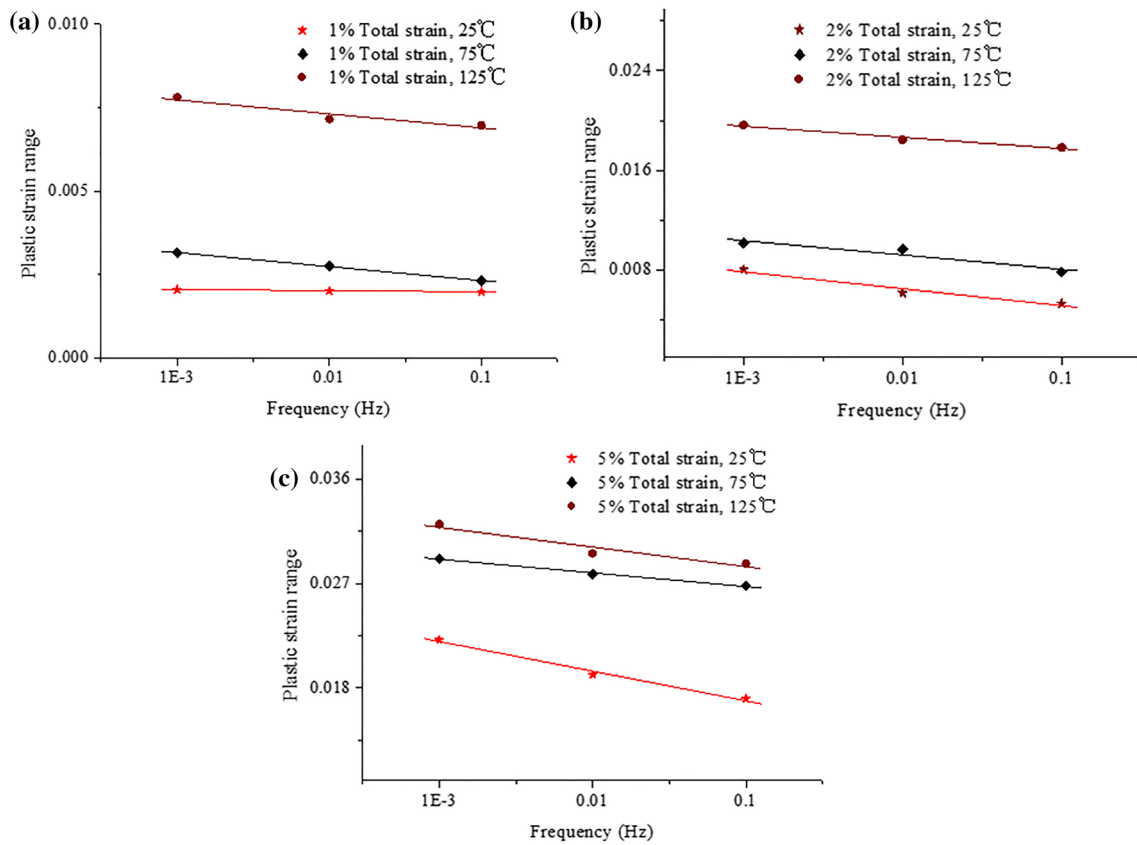 (a)
0.010
0.005
0.000
Plastic strain range
1% Total strain, 25℃
1% Total strain, 75℃
1% Total strain, 125℃
1E-3
0.01
0.1
Frequency (Hz)
(b)
0.024
0.016
0.008
Plastic strain range
2% Total strain, 25℃
2% Total strain, 75℃
2% Total strain, 125℃
1E-3
0.01
0.1
Frequency (Hz)
(c)
0.036
0.027
0.018
Plastic strain range
5% Total strain, 25℃
5% Total strain, 75℃
5% Total strain, 125℃
1E-3
0.01
0.1
Frequency (Hz)